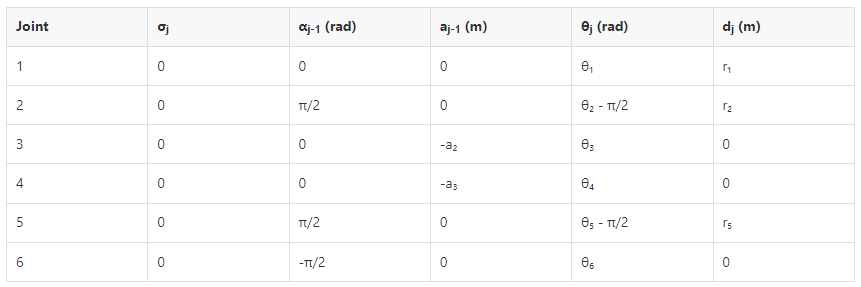 Joint σⱼ αⱼ₋₁ (rad) aⱼ₋₁ (m) θⱼ (rad) dⱼ (m)
1 0 0 0 θ₁ r₁
2 0 π/2 0 θ₂ - π/2 r₂
3 0 0 -a₂ θ₃ 0
4 0 0 -a₃ θ₄ 0
5 0 π/2 0 θ₅ - π/2 r₅
6 0 -π/2 0 θ₆ 0